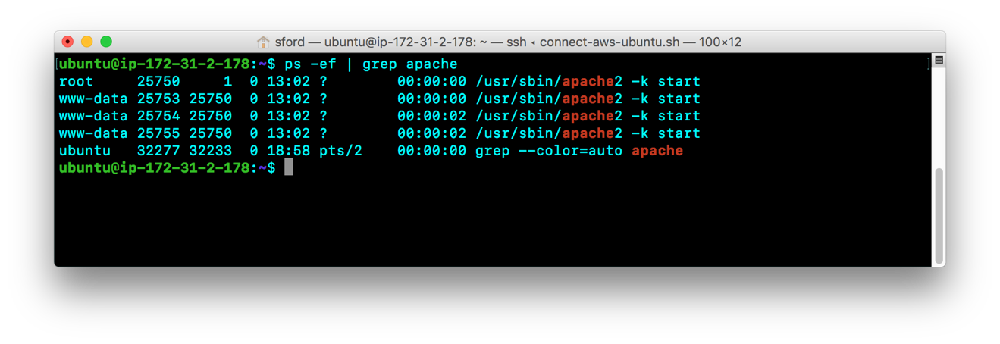 sford — ubuntu@ip-172-31-2-178: ~ — ssh ◂ connect-aws-ubuntu.sh — 100×12
[ubuntu@ip-172-31-2-178:~$ ps -ef | grep apache ]
root     25750     1  0 13:02 ?        00:00:00 /usr/sbin/apache2 -k start
www-data 25753 25750  0 13:02 ?        00:00:00 /usr/sbin/apache2 -k start
www-data 25754 25750  0 13:02 ?        00:00:02 /usr/sbin/apache2 -k start
www-data 25755 25750  0 13:02 ?        00:00:02 /usr/sbin/apache2 -k start
ubuntu   32277 32233  0 18:58 pts/2    00:00:00 grep --color=auto apache
ubuntu@ip-172-31-2-178:~$